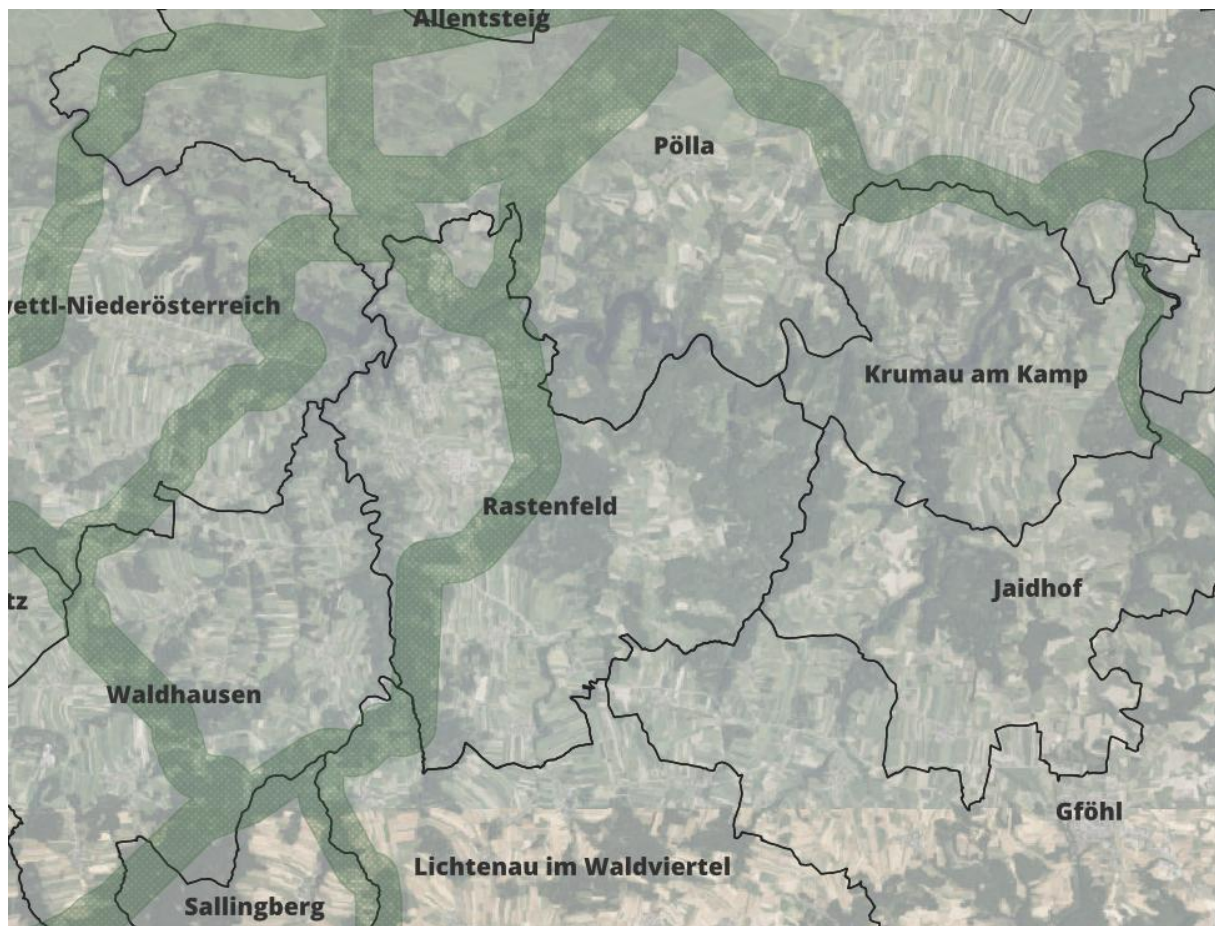 Allentsteig
Pölla
wettl-Niederösterreich
Krumau am Kamp
Rastenfeld
Jaidhof
tz
Waldhausen
Gföhl
Lichtenau im Waldviertel
Sallingberg